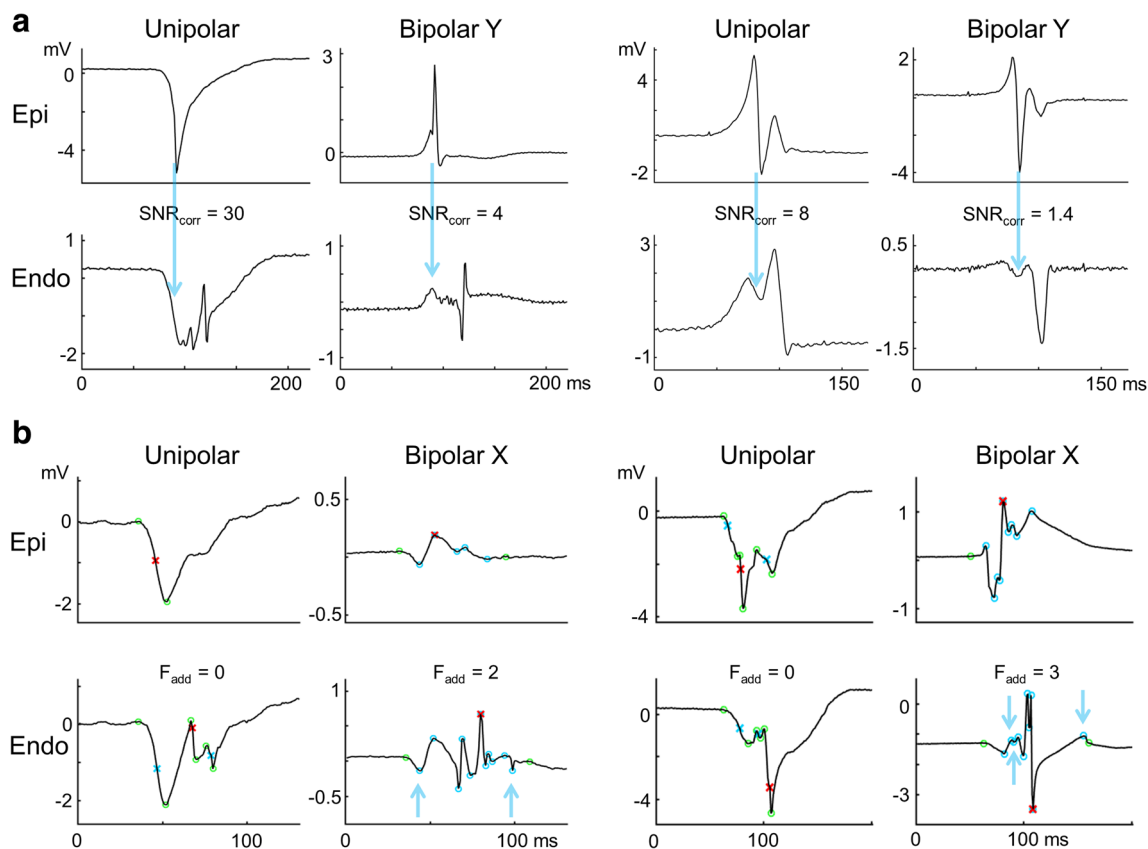 a
Unipolar Bipolar Y Unipolar Bipolar Y
mV 3 mV 2
0 4
Epi
-4 0 -2 -4
SNRcorr = 30 SNRcorr = 4 SNRcorr = 8 SNRcorr = 1.4
1 1 3 0.5
Endo
-2 -1 -1 -1.5
0 100 200 0 200 ms 0 150 0 150 ms
b
Unipolar Bipolar X Unipolar Bipolar X
mV 0.5 mV
0 0 1
Epi
-2 -0.5 -4 -2 -1
Fadd = 0 Fadd = 2 Fadd = 0 Fadd = 3
0 1 0 0
Endo
-2 -0.5 -4 -3
0 100 0 100 ms 0 100 0 100 ms